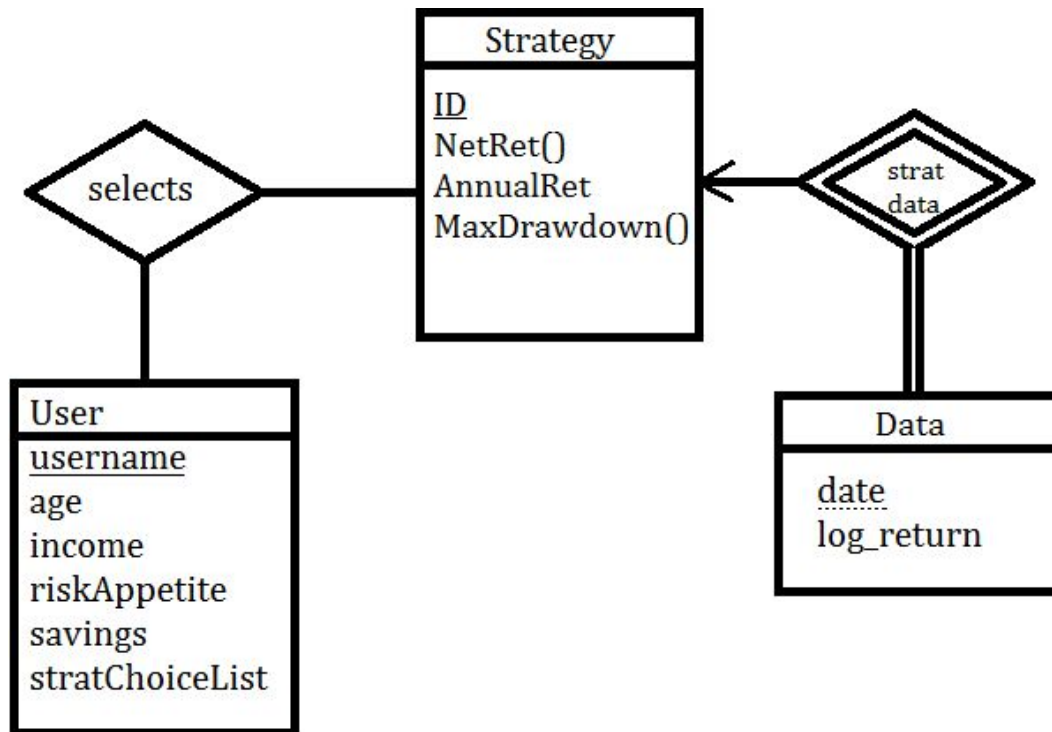 Strategy
ID
NetRet()
AnnualRet
MaxDrawdown()
selects
strat
data
User
username
age
income
riskAppetite
savings
stratChoiceList
Data
date
log_return